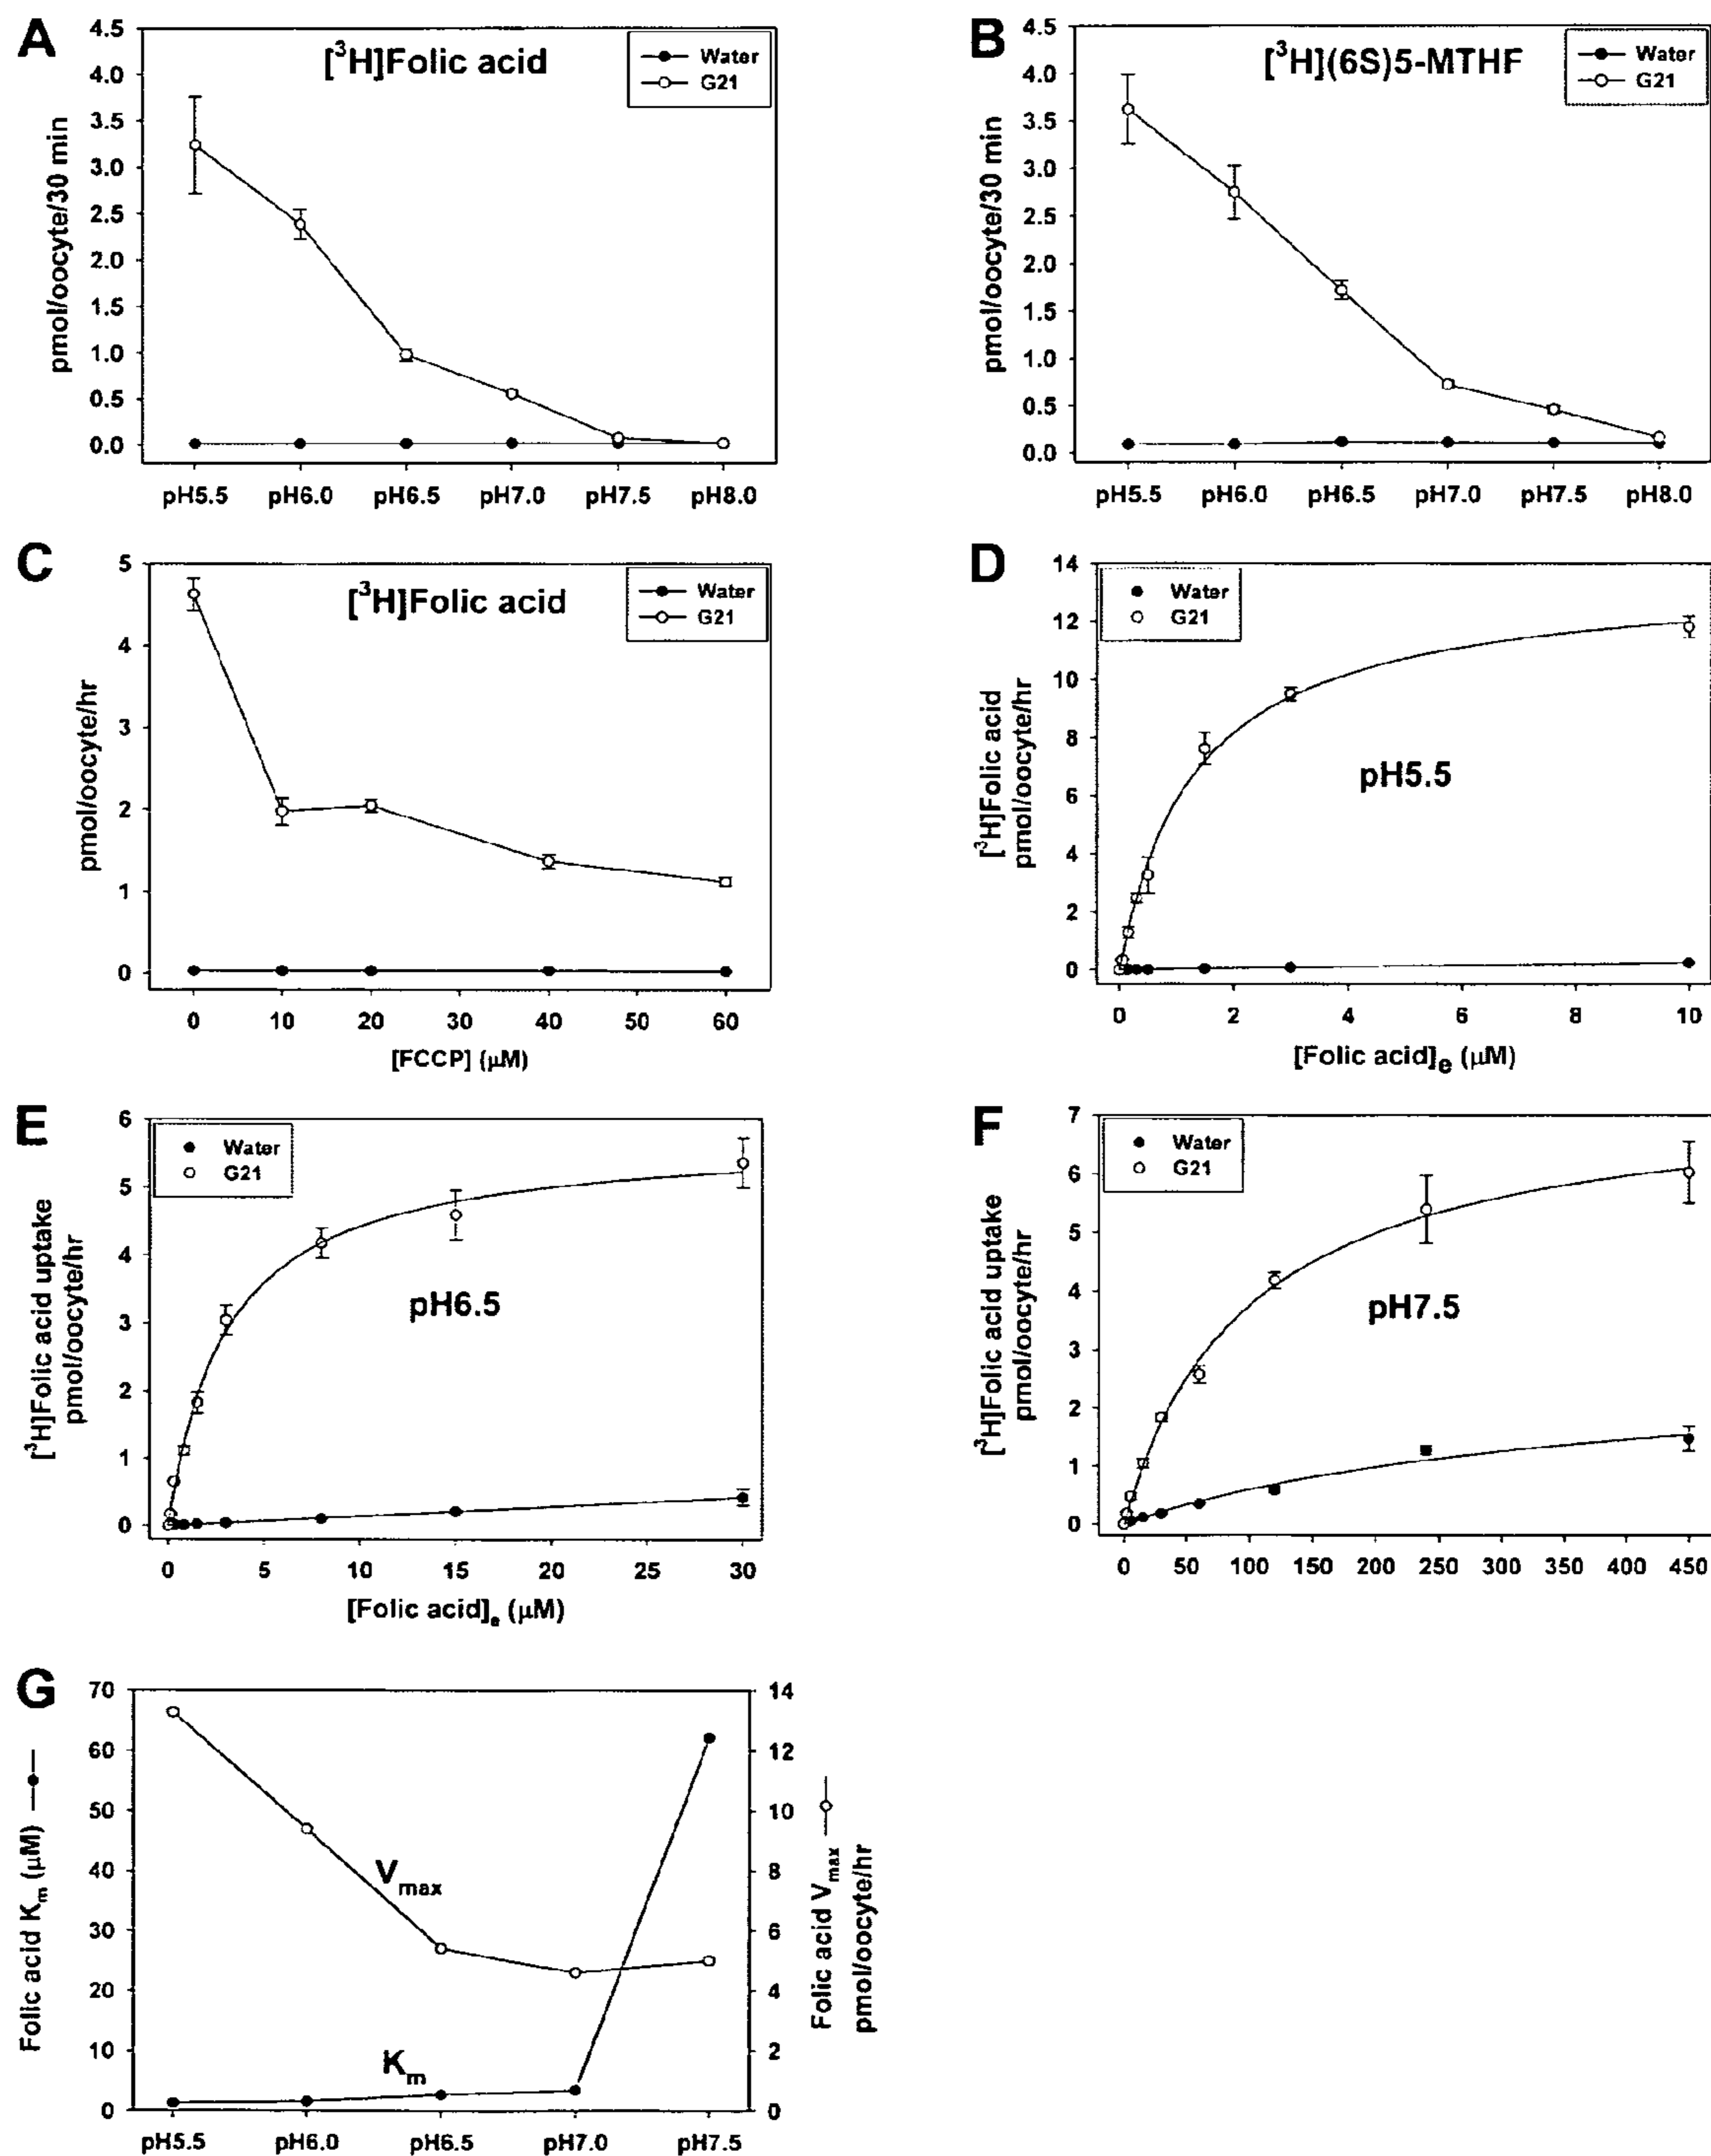 A
[³H]Folic acid
Water
G21
pmol/oocyte/30 min
4.5
4.0
3.5
3.0
2.5
2.0
1.5
1.0
0.5
0.0
pH5.5 pH6.0 pH6.5 pH7.0 pH7.5 pH8.0
B
[³H](6S)5-MTHF
Water
G21
pmol/oocyte/30 min
4.5
4.0
3.5
3.0
2.5
2.0
1.5
1.0
0.5
0.0
pH5.5 pH6.0 pH6.5 pH7.0 pH7.5 pH8.0
C
[³H]Folic acid
Water
G21
pmol/oocyte/hr
5
4
3
2
1
0
0 10 20 30 40 50 60
[FCCP] (μM)
D
Water
G21
pH5.5
[³H]Folic acid
pmol/oocyte/hr
14
12
10
8
6
4
2
0
0 2 4 6 8 10
[Folic acid]e (μM)
E
Water
G21
pH6.5
[³H]Folic acid uptake
pmol/oocyte/hr
6
5
4
3
2
1
0
0 5 10 15 20 25 30
[Folic acid]e (μM)
F
Water
G21
pH7.5
[³H]Folic acid uptake
pmol/oocyte/hr
7
6
5
4
3
2
1
0
0 50 100 150 200 250 300 350 400 450
G
Folic acid Km (μM)
70
60
50
40
30
20
10
0
Vmax
Km
14
12
10
8
6
4
2
0
Folic acid Vmax
pmol/oocyte/hr
pH5.5 pH6.0 pH6.5 pH7.0 pH7.5